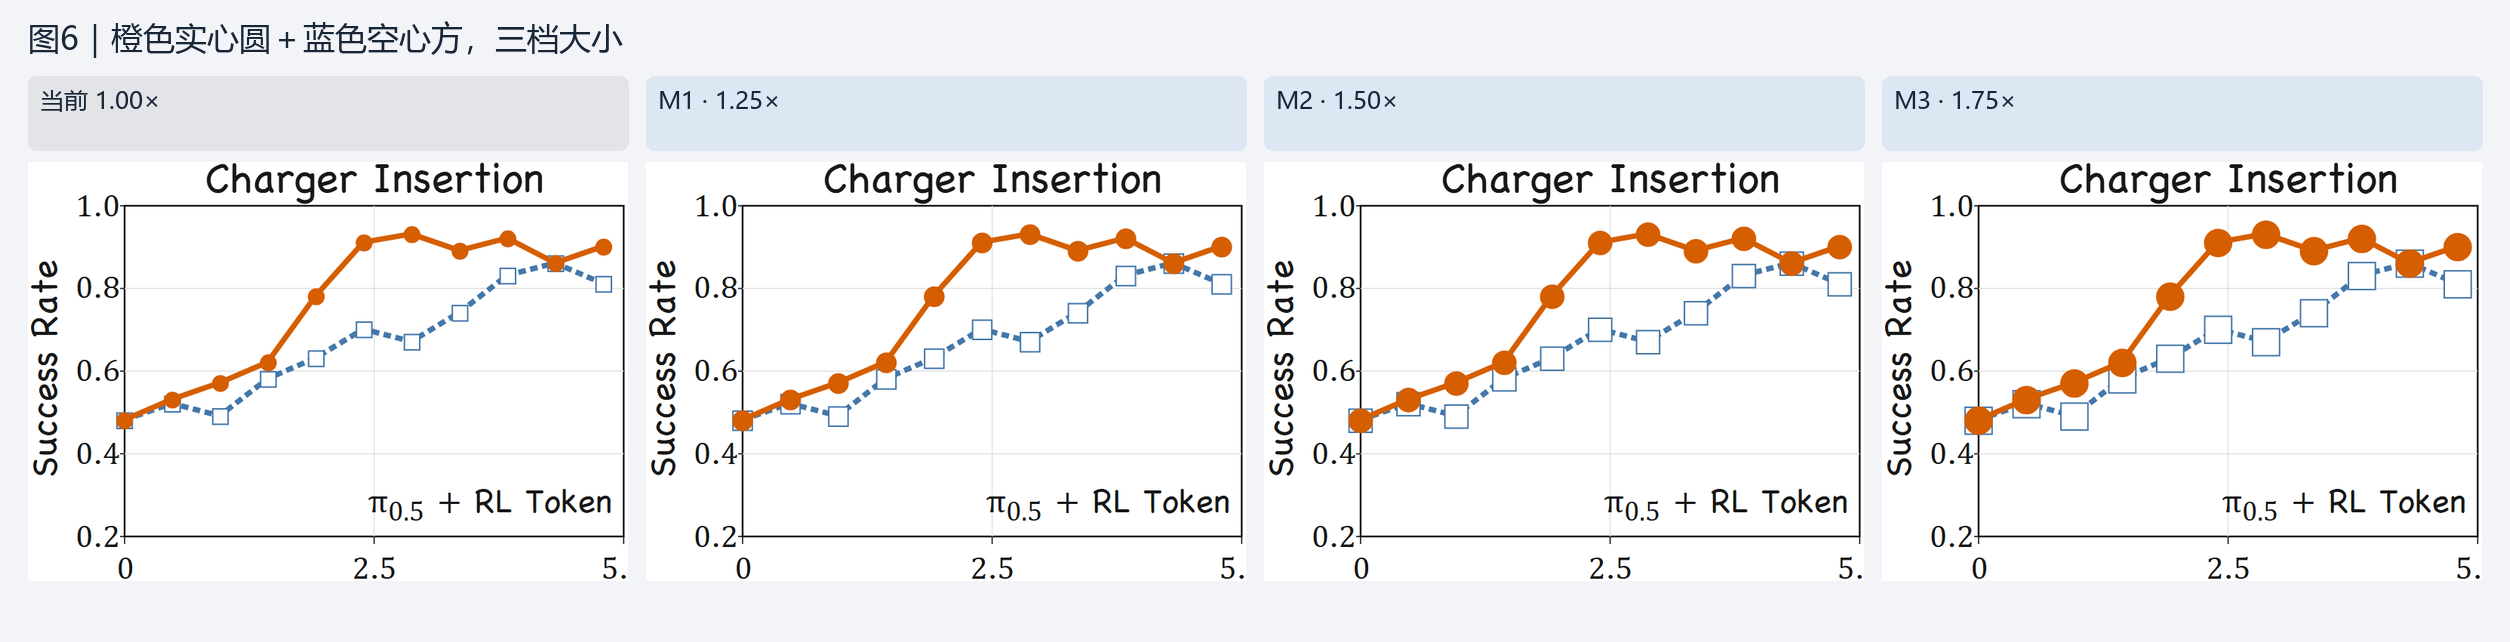 图6 | 橙色实心圆 + 蓝色空心方，三档大小
当前 1.00×
M1 · 1.25×
M2 · 1.50×
M3 · 1.75×
Charger Insertion
Success Rate
1.0
0.8
0.6
0.4
0.2
π0.5 + RL Token
0 2.5 5.
Charger Insertion
Success Rate
1.0
0.8
0.6
0.4
0.2
π0.5 + RL Token
0 2.5 5.
Charger Insertion
Success Rate
1.0
0.8
0.6
0.4
0.2
π0.5 + RL Token
0 2.5 5.
Charger Insertion
Success Rate
1.0
0.8
0.6
0.4
0.2
π0.5 + RL Token
0 2.5 5.